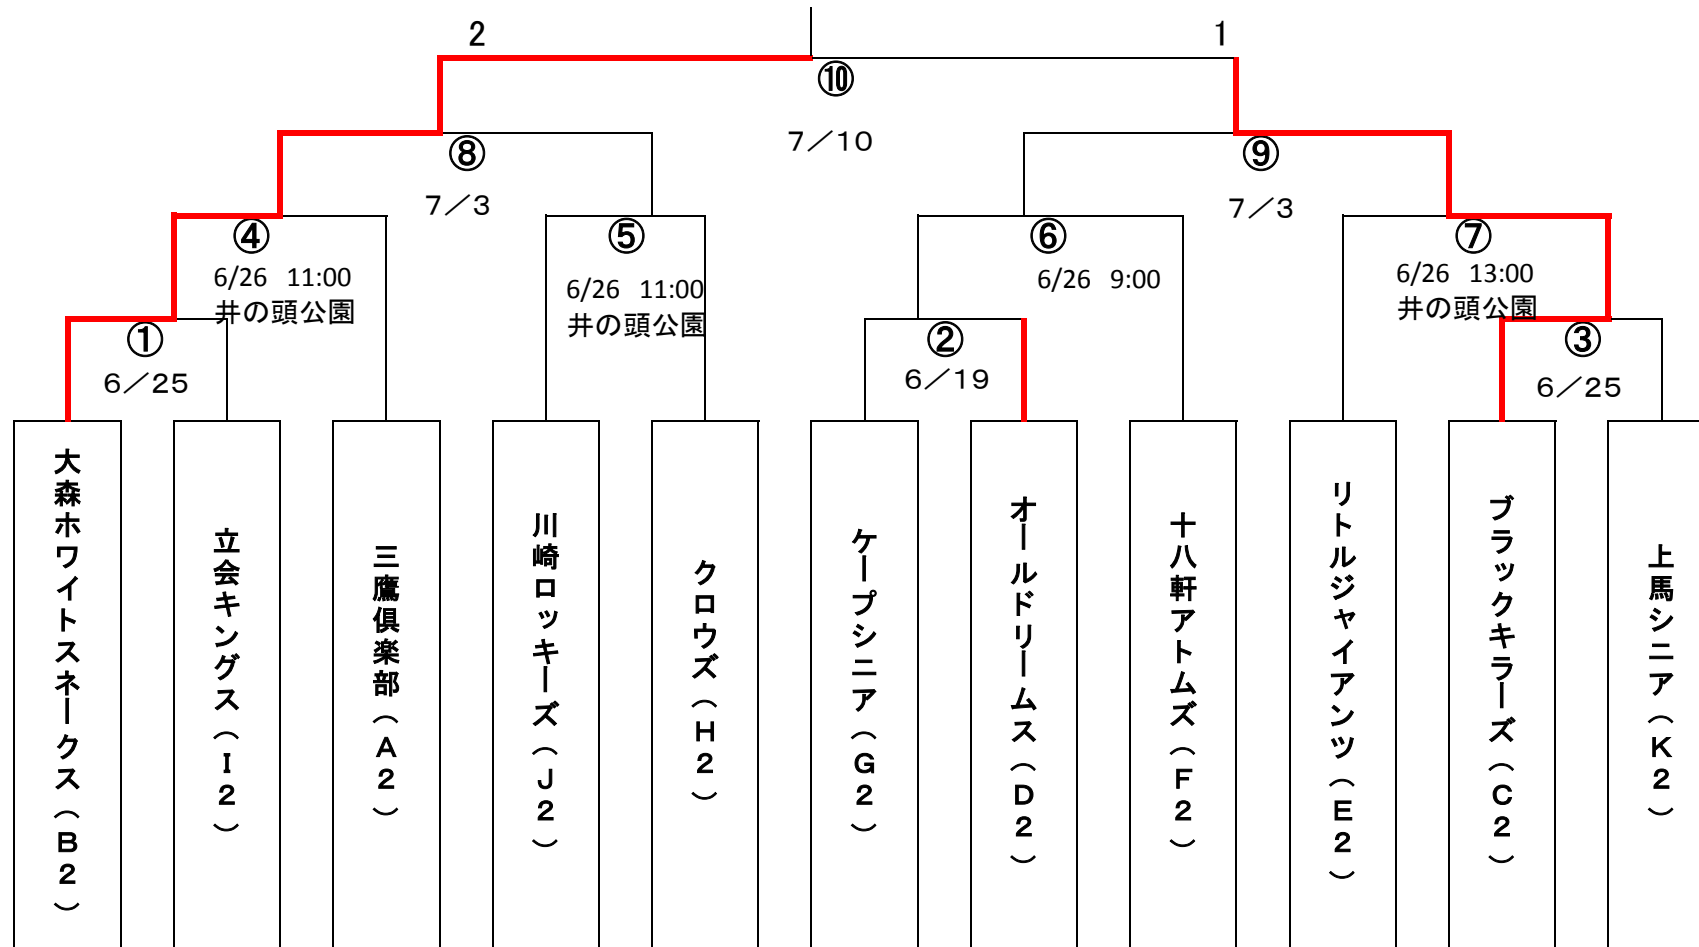 2
1
⑩
7／10
⑧
7／3
⑨
7／3
④
6/26 11:00
井の頭公園
⑤
6/26 11:00
井の頭公園
⑥
6/26 9:00
⑦
6/26 13:00
井の頭公園
①
6／25
②
6／19
③
6／25
大森ホワイトスネークス（B2）
立会キングス（I2）
三鷹倶楽部（A2）
川崎ロッキーズ（J2）
クロウズ（H2）
ケープシニア（G2）
オールドリームス（D2）
十八軒アトムズ（F2）
リトルジャイアンツ（E2）
ブラックキラーズ（C2）
上馬シニア（K2）